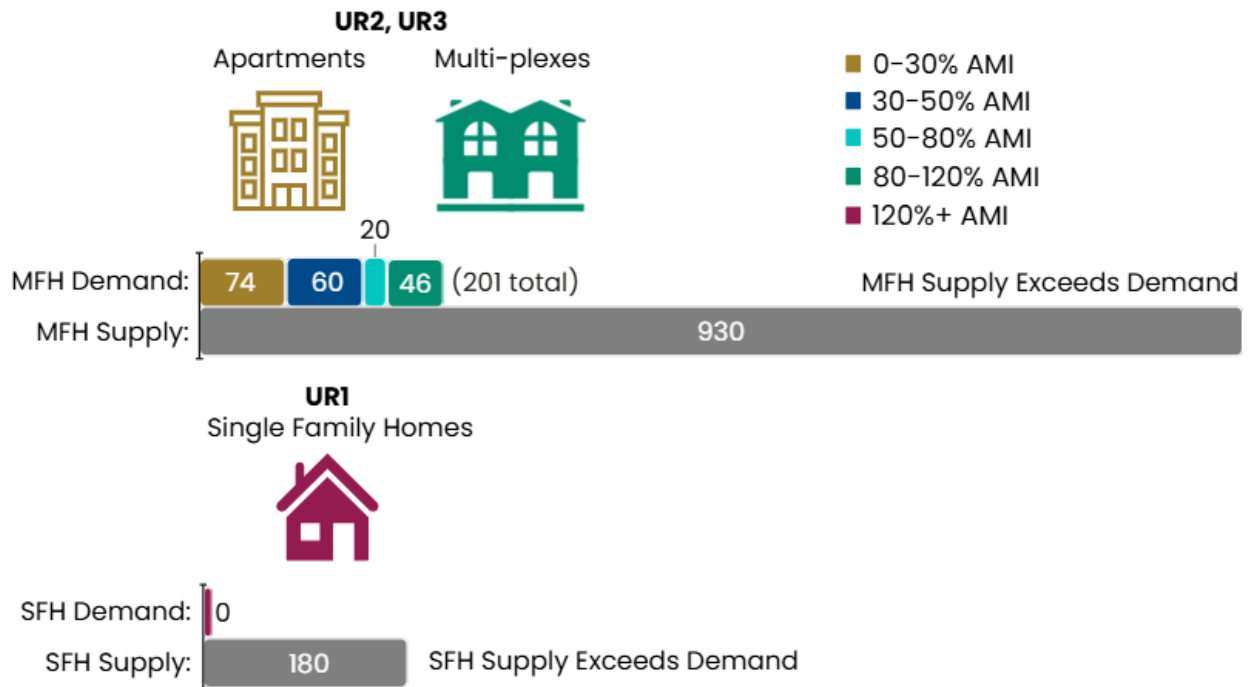 UR2, UR3
Apartments Multi-plexes
0-30% AMI
30-50% AMI
50-80% AMI
80-120% AMI
120%+ AMI
20
MFH Demand: 74 60 46 (201 total) MFH Supply Exceeds Demand
MFH Supply: 930
UR1
Single Family Homes
SFH Demand: 0
SFH Supply: 180 SFH Supply Exceeds Demand